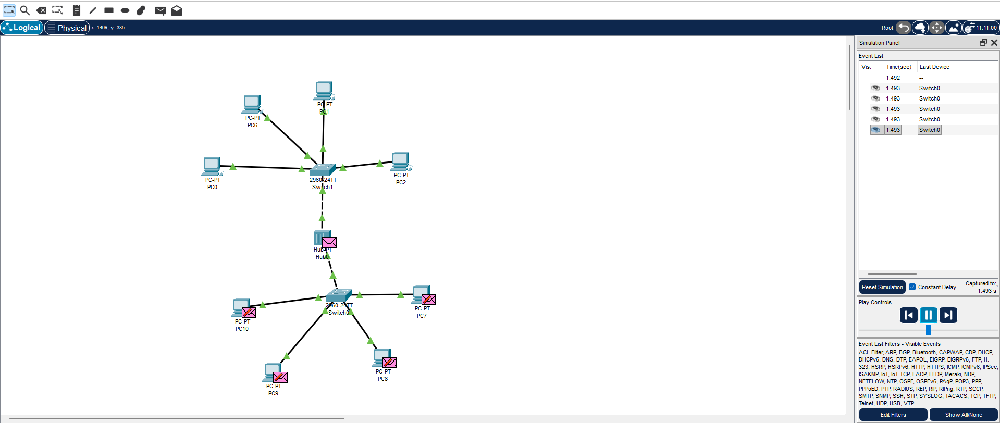 Logical
Physical
x: 1469, y: 335
Root
11:11:00
Simulation Panel
Event List
Vis. Time(sec) Last Device
1.492 --
1.493 Switch0
1.493 Switch0
1.493 Switch0
1.493 Switch0
1.493 Switch0
Reset Simulation
Constant Delay
Captured to:
1.493 s
Play Controls
Event List Filters - Visible Events
ACL Filter, ARP, BGP, Bluetooth, CAPWAP, CDP, DHCP,
DHCPv6, DNS, DTP, EAPOL, EIGRP, EIGRPv6, FTP, H.
323, HSRP, HSRPv6, HTTP, HTTPS, ICMP, ICMPv6, IPSec,
ISAKMP, IoT, IoT TCP, LACP, LLDP, Meraki, NDP,
NETFLOW, NTP, OSPF, OSPFv6, PAgP, POP3, PPP,
PPPoED, PTP, RADIUS, REP, RIP, RIPng, RTP, SCCP,
SMTP, SNMP, SSH, STP, SYSLOG, TACACS, TCP, TFTP,
Telnet, UDP, USB, VTP
Edit Filters
Show All/None
PC-PT
PC1
PC-PT
PC6
PC-PT
PC0
2960-24TT
Switch1
PC-PT
PC2
Hub-PT
Hub0
2960-24TT
Switch0
PC-PT
PC7
PC-PT
PC10
PC-PT
PC8
PC-PT
PC9